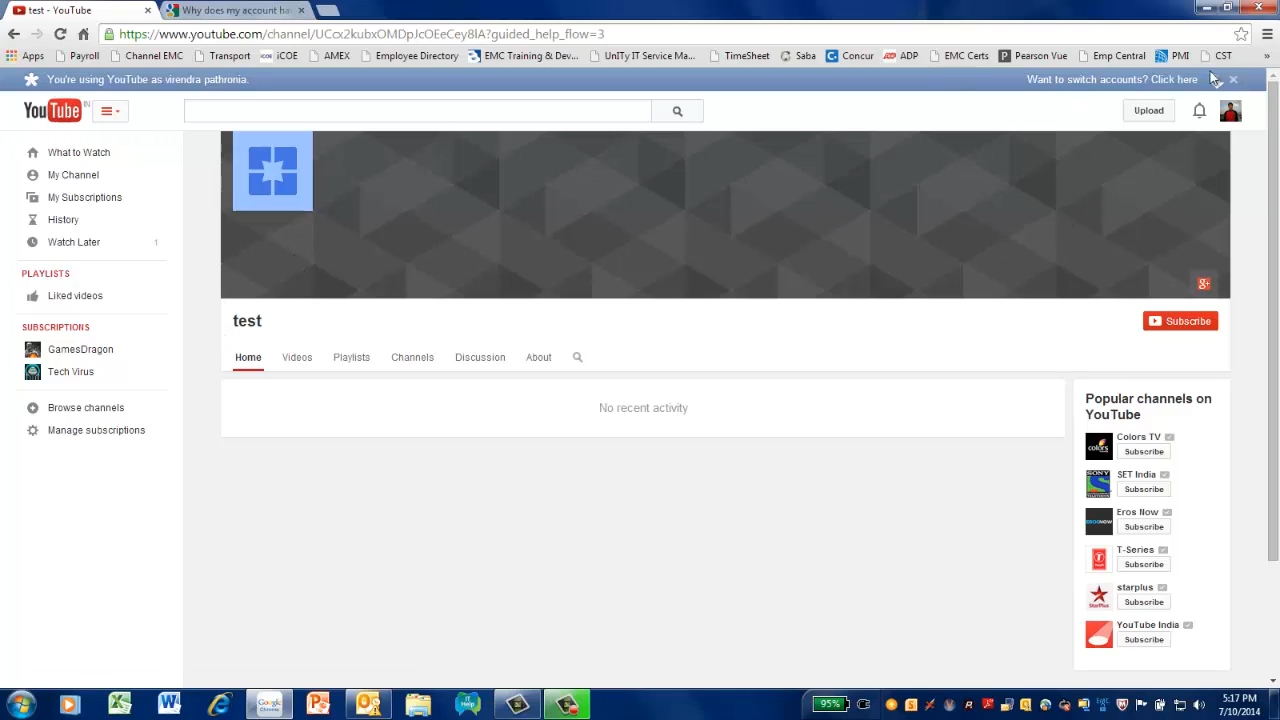 test - YouTube
Why does my account ha
https://www.youtube.com/channel/UCcx2kubxOMDpJcOEeCey8IA?guided_help_flow=3
Apps Payroll Channel EMC Transport iCOE AMEX Employee Directory EMC Training & Dev... UnITy IT Service Ma... TimeSheet Saba Concur ADP EMC Certs Pearson Vue Emp Central PMI CST »
You're using YouTube as virendra pathronia.
Want to switch accounts? Click here
YouTube IN
Upload
What to Watch
My Channel
My Subscriptions
History
Watch Later 1
PLAYLISTS
Liked videos
SUBSCRIPTIONS
GamesDragon
Tech Virus
Browse channels
Manage subscriptions
g+
test
Subscribe
Home Videos Playlists Channels Discussion About
No recent activity
Popular channels on
YouTube
Colors TV
Subscribe
SET India
Subscribe
Eros Now
Subscribe
T-Series
Subscribe
starplus
Subscribe
YouTube India
Subscribe
Google
Help
95%
5:17 PM
7/10/2014